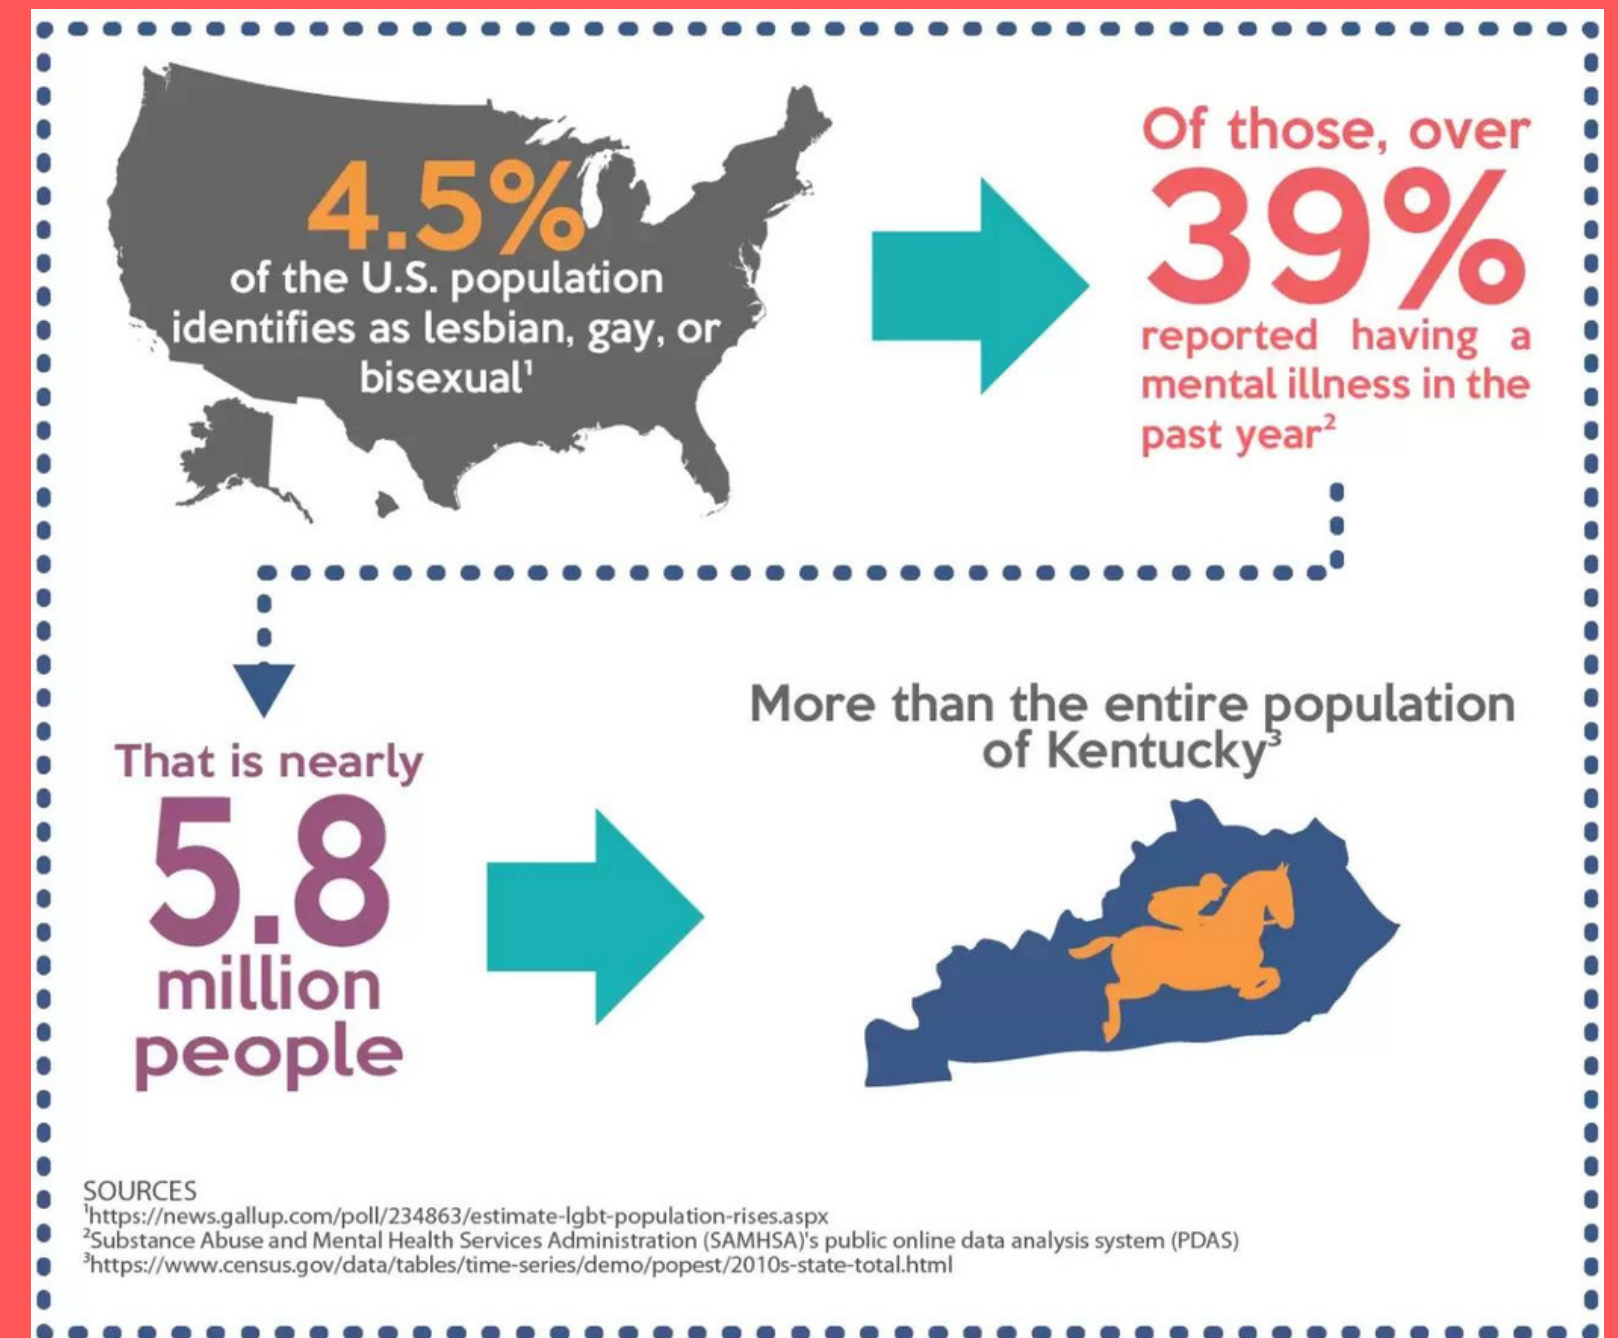 4.5%
of the U.S. population
identifies as lesbian, gay, or
bisexual¹
Of those, over
39%
reported having a
mental illness in the
past year²
That is nearly
5.8
million
people
More than the entire population
of Kentucky³
SOURCES
¹https://news.gallup.com/poll/234863/estimate-lgbt-population-rises.aspx
²Substance Abuse and Mental Health Services Administration (SAMHSA)'s public online data analysis system (PDAS)
³https://www.census.gov/data/tables/time-series/demo/popest/2010s-state-total.html